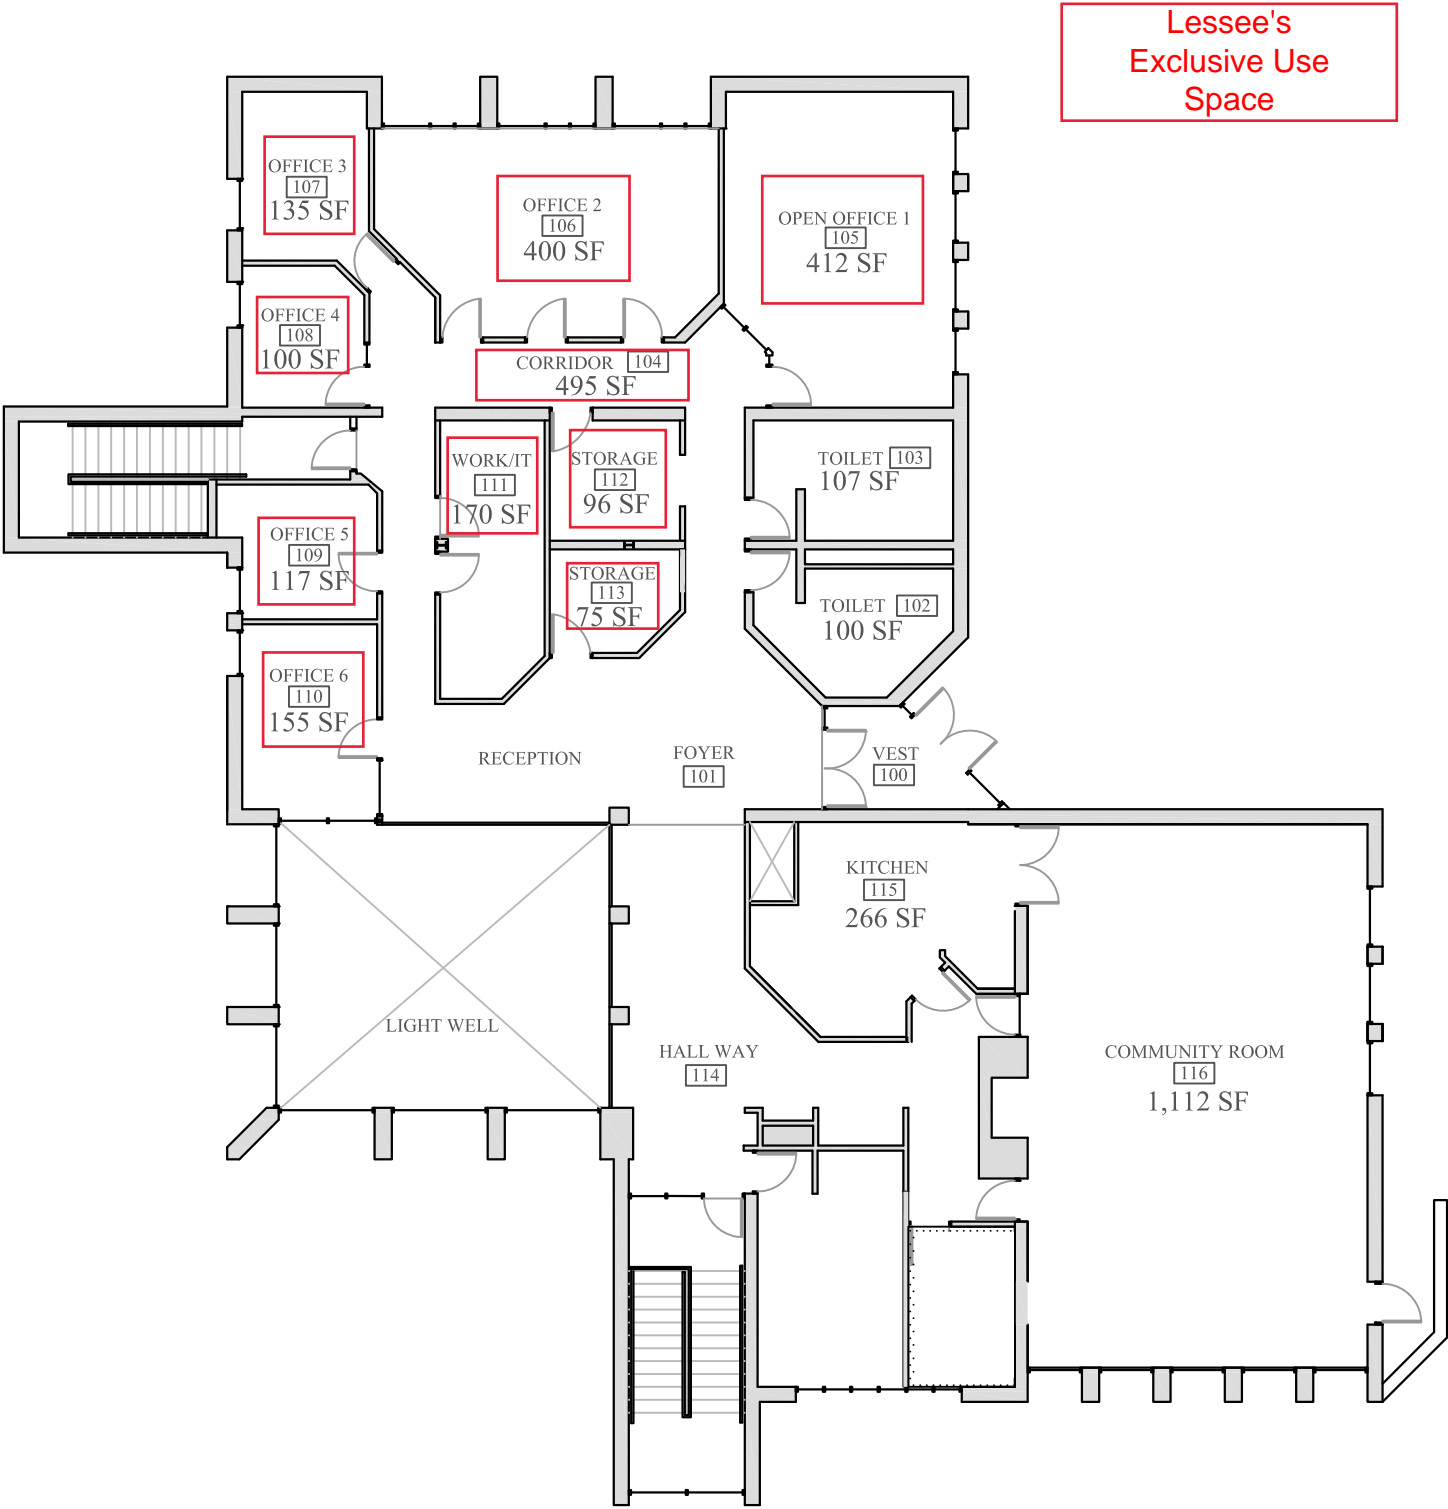 Lessee's
Exclusive Use
Space
OFFICE 3
107
135 SF
OFFICE 2
106
400 SF
OPEN OFFICE 1
105
412 SF
OFFICE 4
108
100 SF
CORRIDOR 104
495 SF
WORK/IT
111
170 SF
STORAGE
112
96 SF
TOILET 103
107 SF
OFFICE 5
109
117 SF
STORAGE
113
75 SF
TOILET 102
100 SF
OFFICE 6
110
155 SF
RECEPTION
FOYER
101
VEST
100
KITCHEN
115
266 SF
LIGHT WELL
HALL WAY
114
COMMUNITY ROOM
116
1,112 SF